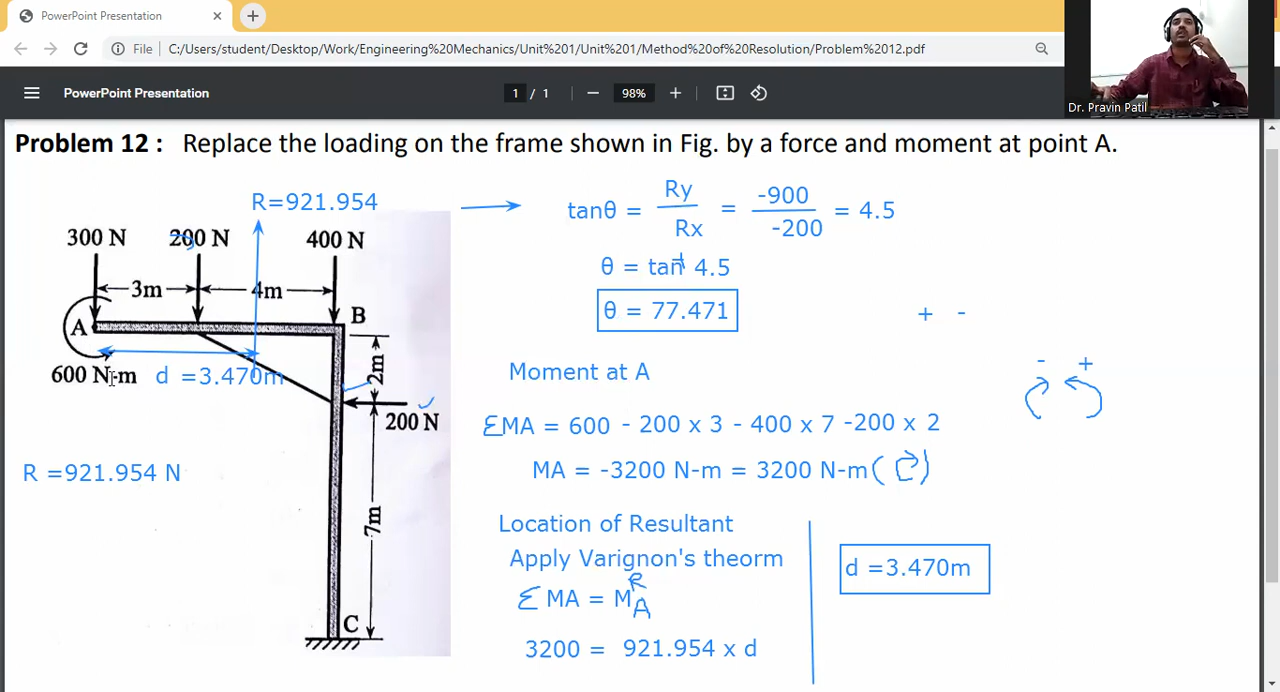 PowerPoint Presentation
File C:/Users/student/Desktop/Work/Engineering%20Mechanics/Unit%201/Unit%201/Method%20of%20Resolution/Problem%2012.pdf
PowerPoint Presentation 1 / 1 98%
Dr. Pravin Patil
Problem 12 : Replace the loading on the frame shown in Fig. by a force and moment at point A.
R=921.954
300 N 200 N 400 N
3m 4m
A B
600 N-m d =3.470m
2m
200 N
R =921.954 N
7m
C
tanθ = Ry / Rx = -900 / -200 = 4.5
θ = tan⁻¹ 4.5
θ = 77.471
+ -
- +
Moment at A
ΣMA = 600 - 200 x 3 - 400 x 7 -200 x 2
MA = -3200 N-m = 3200 N-m ( )
Location of Resultant
Apply Varignon's theorm
Σ MA = M R A
3200 = 921.954 x d
d =3.470m